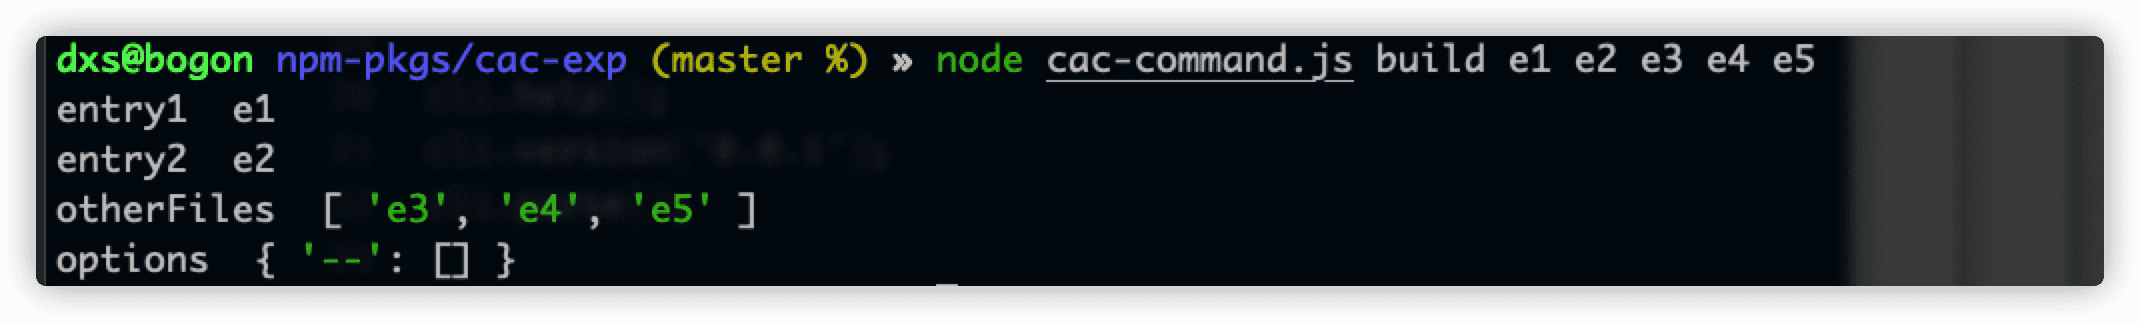 dxs@bogon npm-pkgs/cac-exp (master %) » node cac-command.js build e1 e2 e3 e4 e5
entry1  e1
entry2  e2
otherFiles  [ 'e3', 'e4', 'e5' ]
options  { '--': [] }